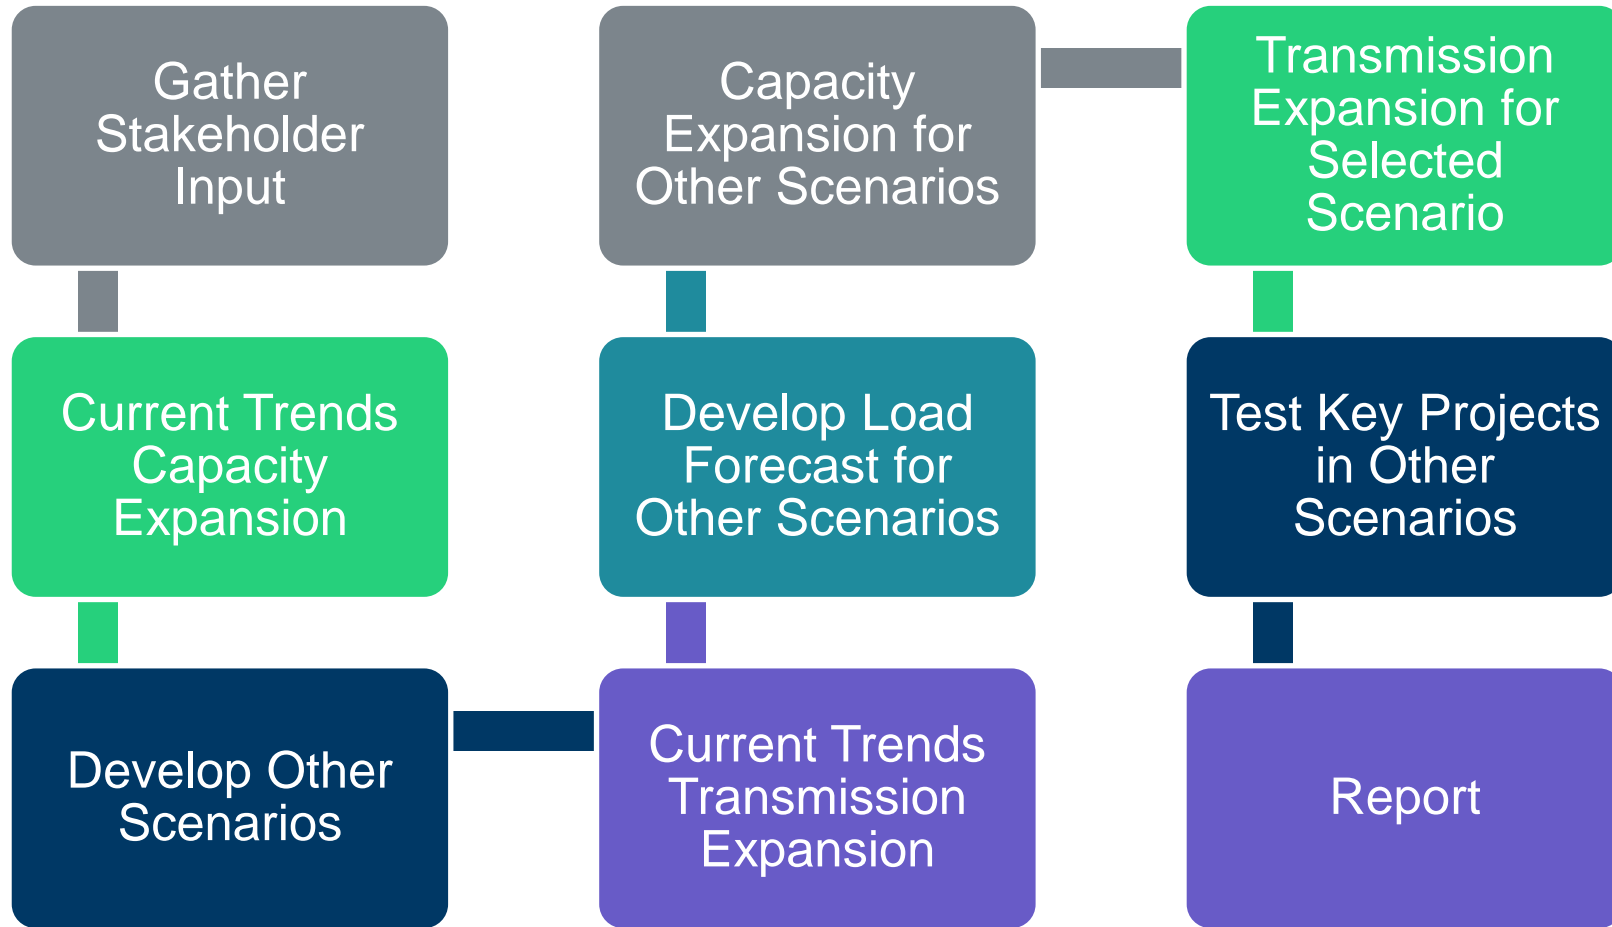 Gather
Stakeholder
Input
Current Trends
Capacity
Expansion
Develop Other
Scenarios
Current Trends
Transmission
Expansion
Develop Load
Forecast for
Other Scenarios
Capacity
Expansion for
Other Scenarios
Transmission
Expansion for
Selected
Scenario
Test Key Projects
in Other
Scenarios
Report